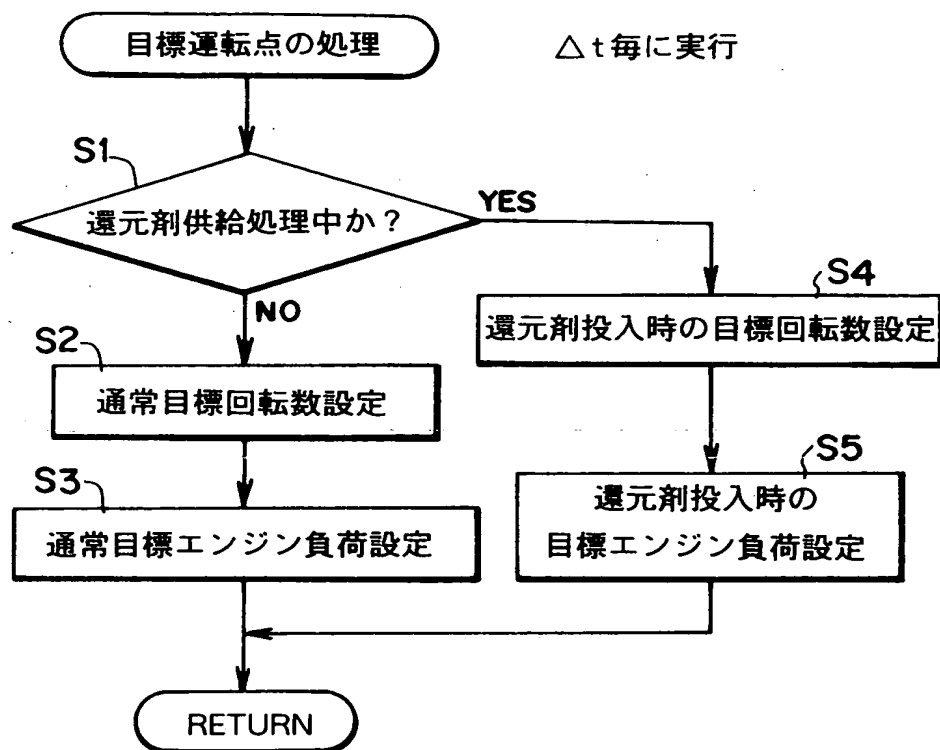 目標運転点の処理
△t毎に実行
S1
還元剤供給処理中か？
YES
NO
S2
通常目標回転数設定
S3
通常目標エンジン負荷設定
S4
還元剤投入時の目標回転数設定
S5
還元剤投入時の
目標エンジン負荷設定
RETURN